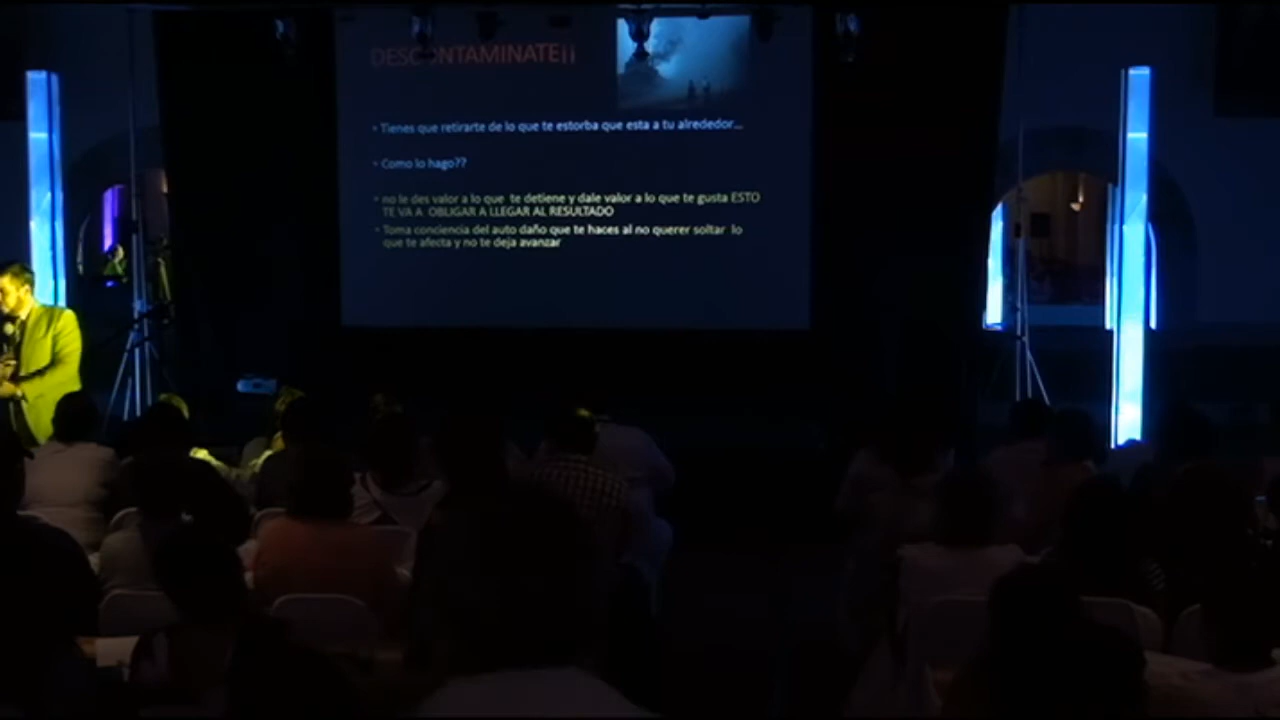 DESCONTAMINATE¡¡
• Tienes que retirarte de lo que te estorba que esta a tu alrededor...
• Como lo hago??
• no le des valor a lo que te detiene y dale valor a lo que te gusta ESTO
TE VA A OBLIGAR A LLEGAR AL RESULTADO
• Toma conciencia del auto daño que te haces al no querer soltar lo
que te afecta y no te deja avanzar